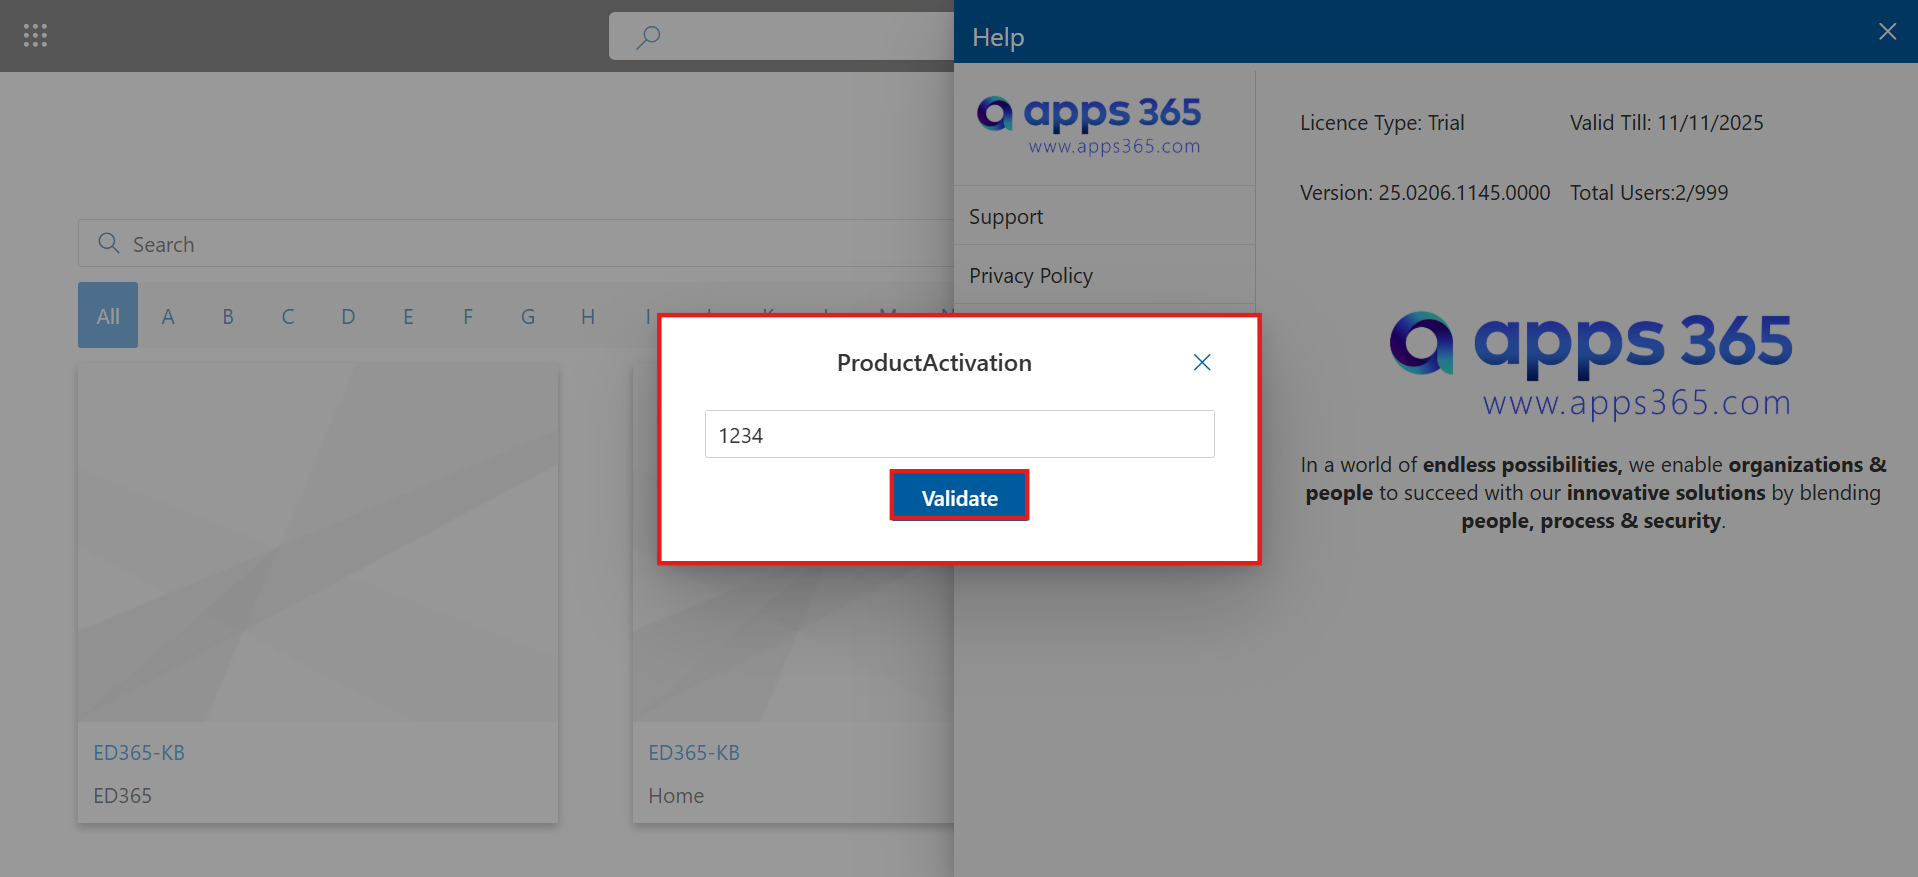 Help
apps 365
www.apps365.com
Licence Type: Trial
Valid Till: 11/11/2025
Version: 25.0206.1145.0000
Total Users:2/999
Support
Privacy Policy
Search
All A B C D E F G H I
ProductActivation
1234
Validate
apps 365
www.apps365.com
In a world of endless possibilities, we enable organizations &
people to succeed with our innovative solutions by blending
people, process & security.
ED365-KB
ED365
ED365-KB
Home